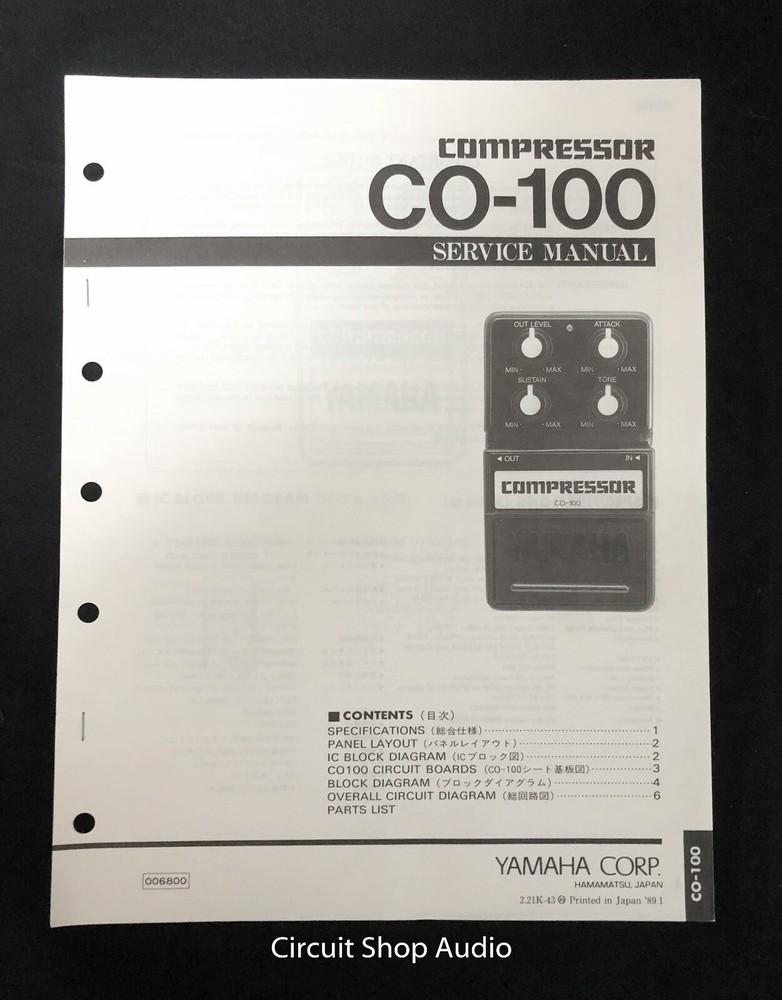 COMPRESSOR
CO-100
SERVICE MANUAL
OUT LEVEL ATTACK
MIN · · MAX MIN · · MAX
SUSTAIN TONE
MIN · · MAX MIN · · MAX
◄ OUT IN ◄
COMPRESSOR
CO-100
■ CONTENTS (目次)
SPECIFICATIONS (総合仕様) 1
PANEL LAYOUT (パネルレイアウト) 2
IC BLOCK DIAGRAM (ICブロック図) 2
CO100 CIRCUIT BOARDS (CO-100シート基板図) 3
BLOCK DIAGRAM (ブロックダイアグラム) 4
OVERALL CIRCUIT DIAGRAM (総回路図) 6
PARTS LIST
CO-100
YAMAHA CORP.
HAMAMATSU, JAPAN
006800
2.21K-43 Printed in Japan '89.1
Circuit Shop Audio